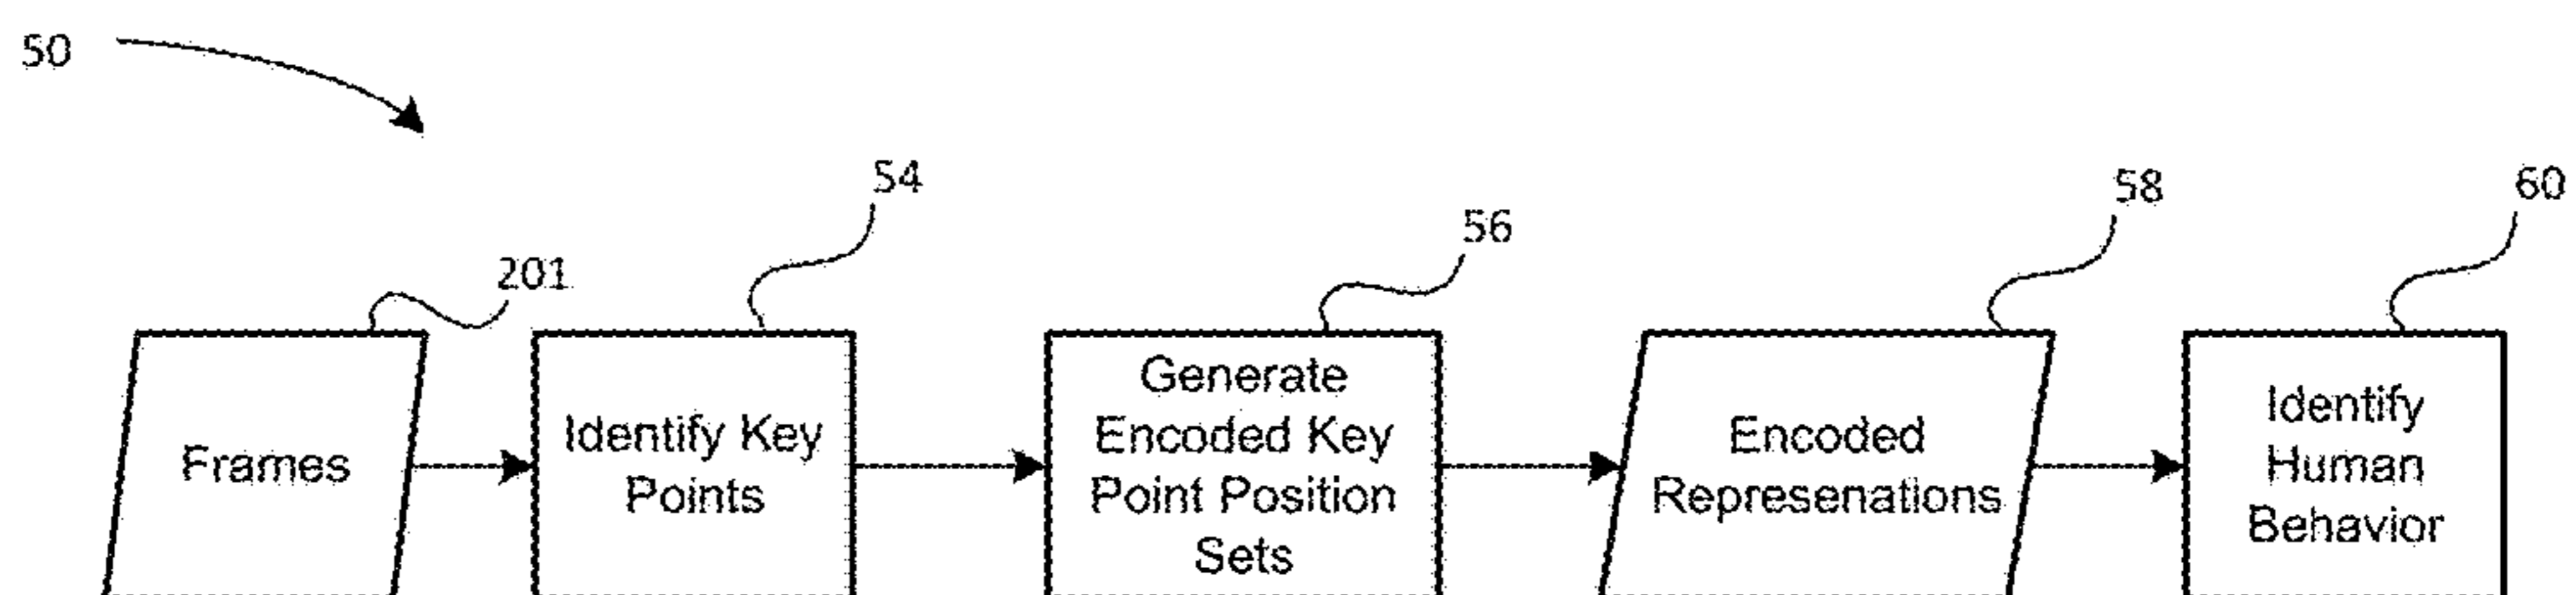 50
54
58
60
56
201
Frames
Identify Key
Points
Generate
Encoded Key
Point Position
Sets
Encoded
Represenations
Identify
Human
Behavior